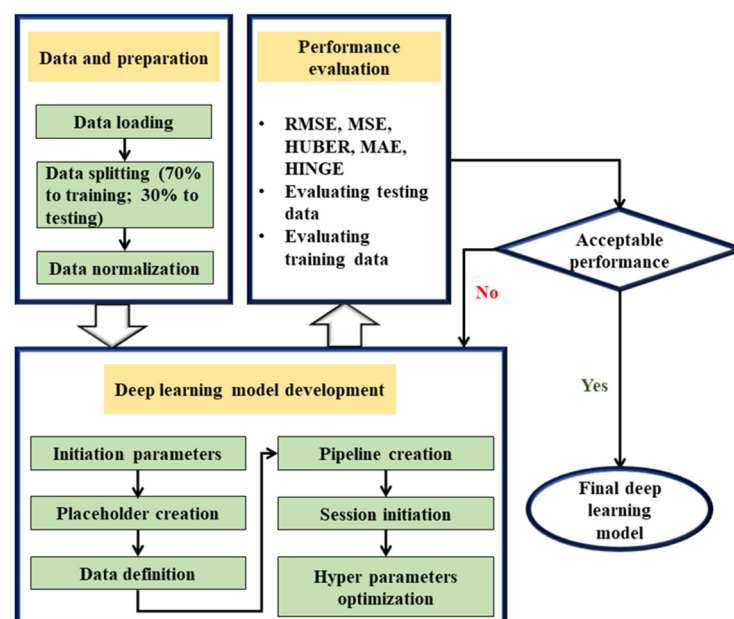 Data and preparation
Data loading
Data splitting (70%
to training; 30% to
testing)
Data normalization
Performance
evaluation
• RMSE, MSE,
HUBER, MAE,
HINGE
• Evaluating testing
data
• Evaluating
training data
Acceptable
performance
No
Yes
Final deep
learning
model
Deep learning model development
Initiation parameters
Placeholder creation
Data definition
Pipeline creation
Session initiation
Hyper parameters
optimization